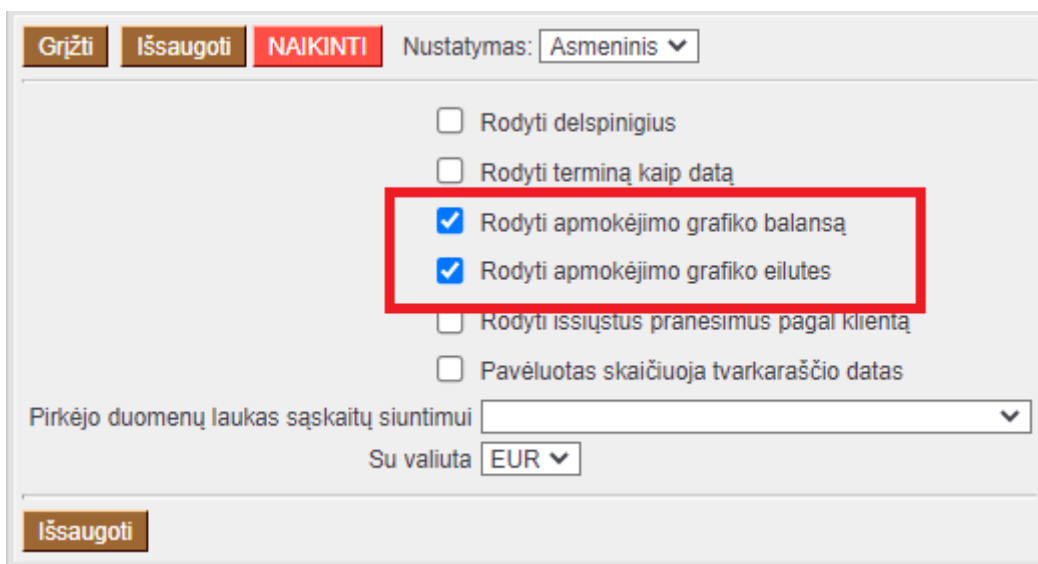 Grįžti Išsaugoti NAIKINTI Nustatymas: Asmeninis
Rodyti delspinigius
Rodyti terminą kaip datą
Rodyti apmokėjimo grafiko balansą
Rodyti apmokėjimo grafiko eilutes
Rodyti išsiųstus pranešimus pagal klientą
Pavėluotas skaičiuoja tvarkaraščio datas
Pirkėjo duomenų laukas sąskaitų siuntimui
Su valiuta EUR
Išsaugoti